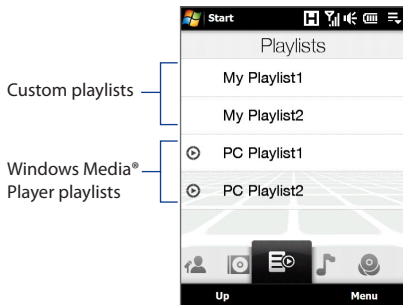 Start
Playlists
Custom playlists
My Playlist1
My Playlist2
Windows Media®
Player playlists
PC Playlist1
PC Playlist2
Up Menu